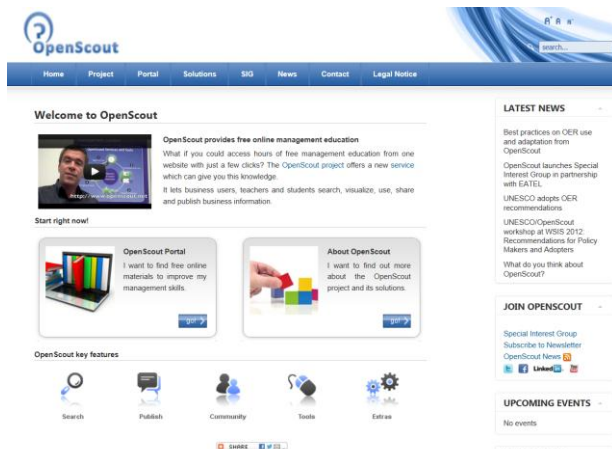 OpenScout
A+ A A-
search...
Home Project Portal Solutions SIG News Contact Legal Notice
Welcome to OpenScout
http://www.openscout.net
OpenScout provides free online management education
What if you could access hours of free management education from one
website with just a few clicks? The OpenScout project offers a new service
which can give you this knowledge.
It lets business users, teachers and students search, visualize, use, share
and publish business information.
Start right now!
OpenScout Portal
I want to find free online
materials to improve my
management skills.
go!
About OpenScout
I want to find out more
about the OpenScout
project and its solutions.
go!
OpenScout key features
Search Publish Community Tools Extras
SHARE
LATEST NEWS
Best practices on OER use
and adaptation from
OpenScout
OpenScout launches Special
Interest Group in partnership
with EATEL
UNESCO adopts OER
recommendations
UNESCO/OpenScout
workshop at WSIS 2012:
Recommendations for Policy
Makers and Adopters
What do you think about
OpenScout?
JOIN OPENSCOUT
Special Interest Group
Subscribe to Newsletter
OpenScout News
Linked in
UPCOMING EVENTS
No events